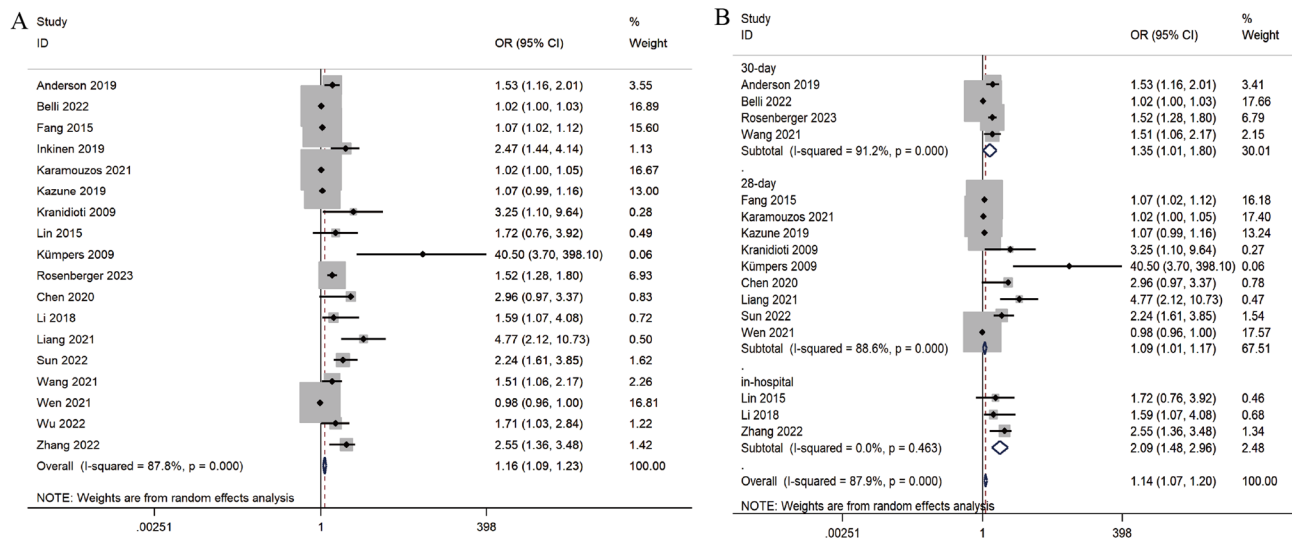 A
Study
%
ID
OR (95% CI)
Weight
Anderson 2019 1.53 (1.16, 2.01) 3.55
Belli 2022 1.02 (1.00, 1.03) 16.89
Fang 2015 1.07 (1.02, 1.12) 15.60
Inkinen 2019 2.47 (1.44, 4.14) 1.13
Karamouzos 2021 1.02 (1.00, 1.05) 16.67
Kazune 2019 1.07 (0.99, 1.16) 13.00
Kranidioti 2009 3.25 (1.10, 9.64) 0.28
Lin 2015 1.72 (0.76, 3.92) 0.49
Kümpers 2009 40.50 (3.70, 398.10) 0.06
Rosenberger 2023 1.52 (1.28, 1.80) 6.93
Chen 2020 2.96 (0.97, 3.37) 0.83
Li 2018 1.59 (1.07, 4.08) 0.72
Liang 2021 4.77 (2.12, 10.73) 0.50
Sun 2022 2.24 (1.61, 3.85) 1.62
Wang 2021 1.51 (1.06, 2.17) 2.26
Wen 2021 0.98 (0.96, 1.00) 16.81
Wu 2022 1.71 (1.03, 2.84) 1.22
Zhang 2022 2.55 (1.36, 3.48) 1.42
Overall (I-squared = 87.8%, p = 0.000) 1.16 (1.09, 1.23) 100.00
NOTE: Weights are from random effects analysis
.00251 1 398
B
Study
%
ID
OR (95% CI)
Weight
30-day
Anderson 2019 1.53 (1.16, 2.01) 3.41
Belli 2022 1.02 (1.00, 1.03) 17.66
Rosenberger 2023 1.52 (1.28, 1.80) 6.79
Wang 2021 1.51 (1.06, 2.17) 2.15
Subtotal (I-squared = 91.2%, p = 0.000) 1.35 (1.01, 1.80) 30.01
.
28-day
Fang 2015 1.07 (1.02, 1.12) 16.18
Karamouzos 2021 1.02 (1.00, 1.05) 17.40
Kazune 2019 1.07 (0.99, 1.16) 13.24
Kranidioti 2009 3.25 (1.10, 9.64) 0.27
Kümpers 2009 40.50 (3.70, 398.10) 0.06
Chen 2020 2.96 (0.97, 3.37) 0.78
Liang 2021 4.77 (2.12, 10.73) 0.47
Sun 2022 2.24 (1.61, 3.85) 1.54
Wen 2021 0.98 (0.96, 1.00) 17.57
Subtotal (I-squared = 88.6%, p = 0.000) 1.09 (1.01, 1.17) 67.51
.
in-hospital
Lin 2015 1.72 (0.76, 3.92) 0.46
Li 2018 1.59 (1.07, 4.08) 0.68
Zhang 2022 2.55 (1.36, 3.48) 1.34
Subtotal (I-squared = 0.0%, p = 0.463) 2.09 (1.48, 2.96) 2.48
.
Overall (I-squared = 87.9%, p = 0.000) 1.14 (1.07, 1.20) 100.00
NOTE: Weights are from random effects analysis
.00251 1 398